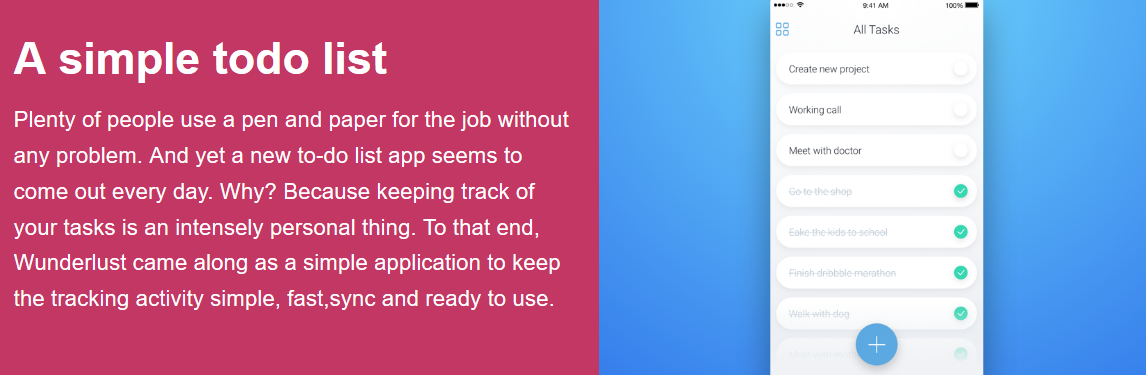 A simple todo list
Plenty of people use a pen and paper for the job without
any problem. And yet a new to-do list app seems to
come out every day. Why? Because keeping track of
your tasks is an intensely personal thing. To that end,
Wunderlust came along as a simple application to keep
the tracking activity simple, fast,sync and ready to use.
9:41 AM
100%
All Tasks
Create new project
Working call
Meet with doctor
Go to the shop
Eake the kids to school
Finish dribbble marathon
Welk with dog